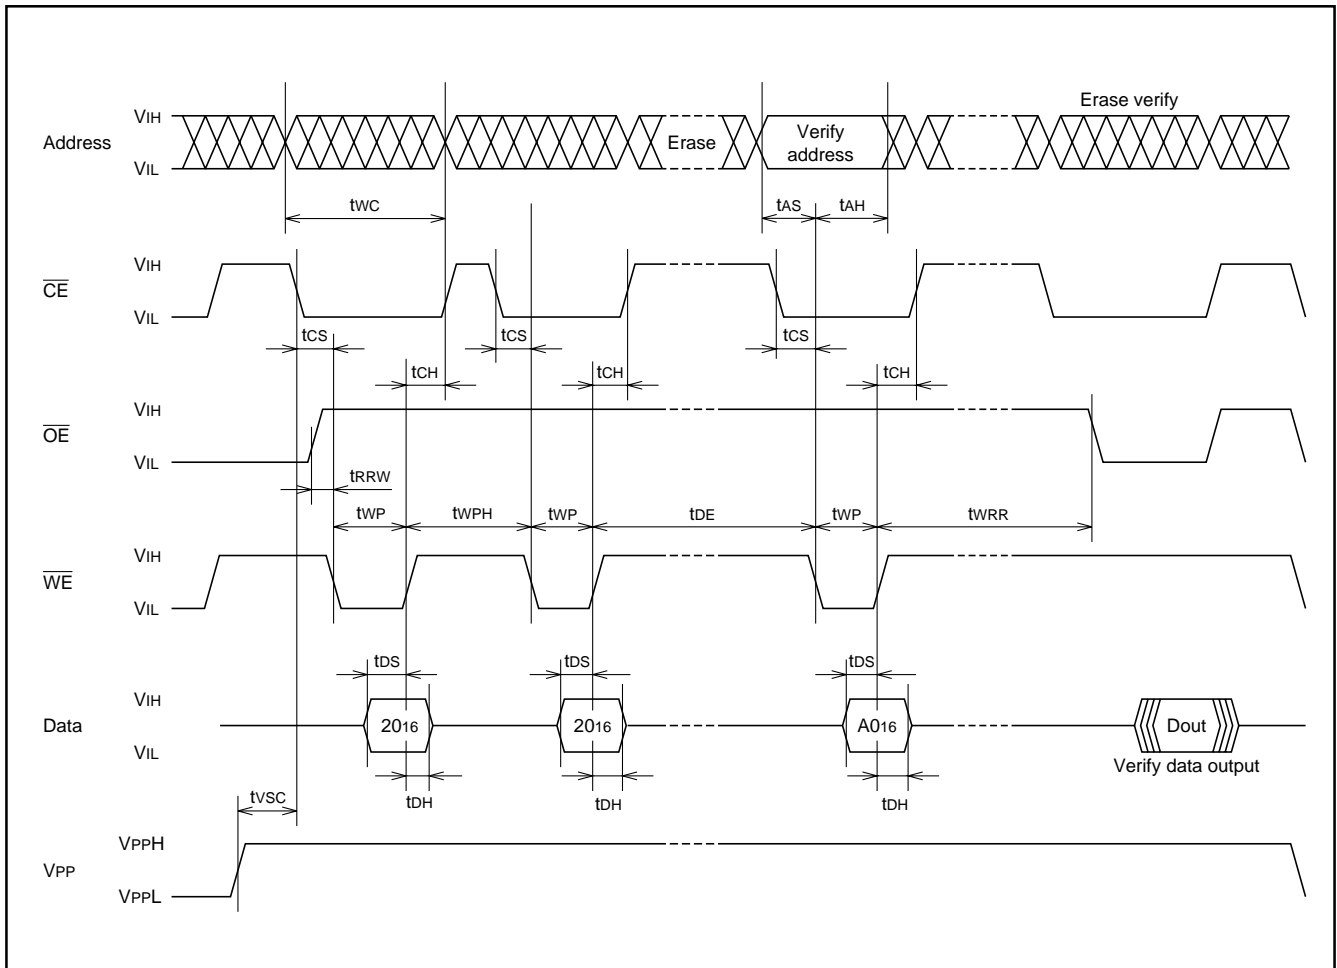 Erase verify
VIH
Address
Erase
Verify
address
VIL
tWC
tAS
tAH
VIH
CE
VIL
tCS
tCS
tCS
tCH
tCH
tCH
VIH
OE
VIL
tRRW
tWP
tWPH
tWP
tDE
tWP
tWRR
VIH
WE
VIL
tDS
tDS
tDS
VIH
Data
2016
2016
A016
Dout
VIL
Verify data output
tVSC
tDH
tDH
tDH
VPPH
VPP
VPPL